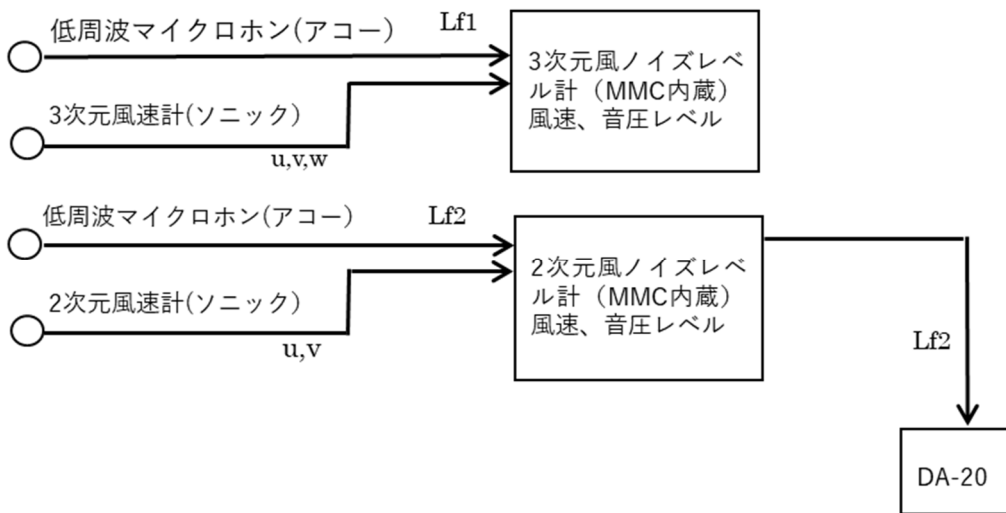 低周波マイクロホン(アコー)
Lf1
3次元風速計(ソニック)
u,v,w
3次元風ノイズレベ
ル計（MMC内蔵）
風速、音圧レベル
低周波マイクロホン(アコー)
Lf2
2次元風速計(ソニック)
u,v
2次元風ノイズレベ
ル計（MMC内蔵）
風速、音圧レベル
Lf2
DA-20